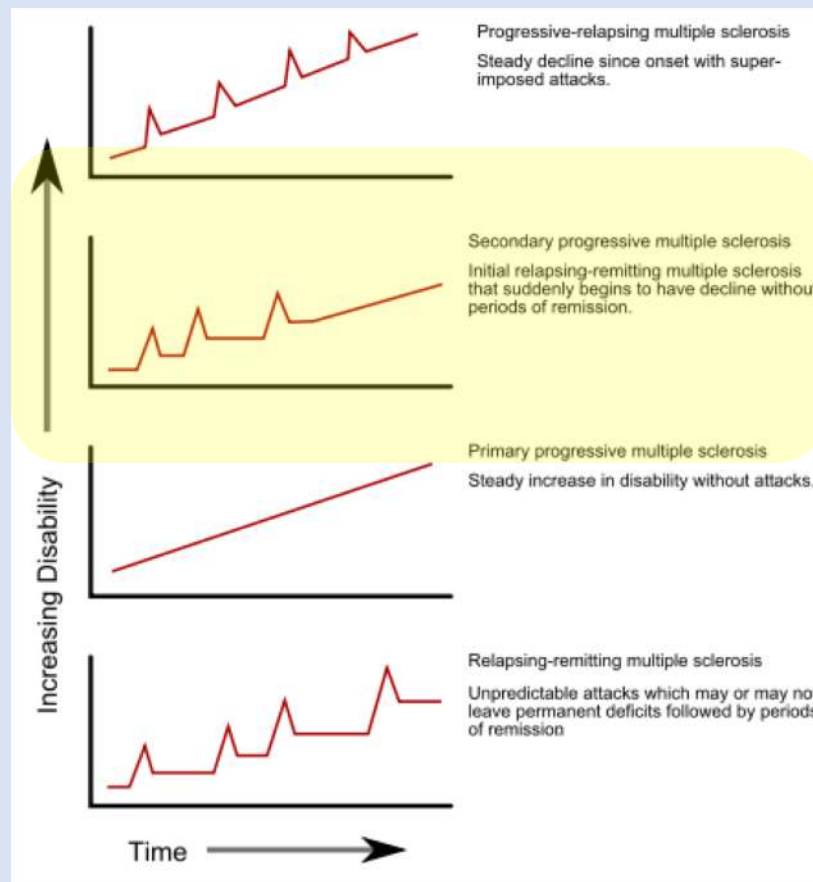 Progressive-relapsing multiple sclerosis
Steady decline since onset with super-
imposed attacks.
Secondary progressive multiple sclerosis
Initial relapsing-remitting multiple sclerosis
that suddenly begins to have decline withou
periods of remission.
Primary progressive multiple sclerosis
Steady increase in disability without attacks.
Relapsing-remitting multiple sclerosis
Unpredictable attacks which may or may no
leave permanent deficits followed by periods
of remission
Increasing Disability
Time